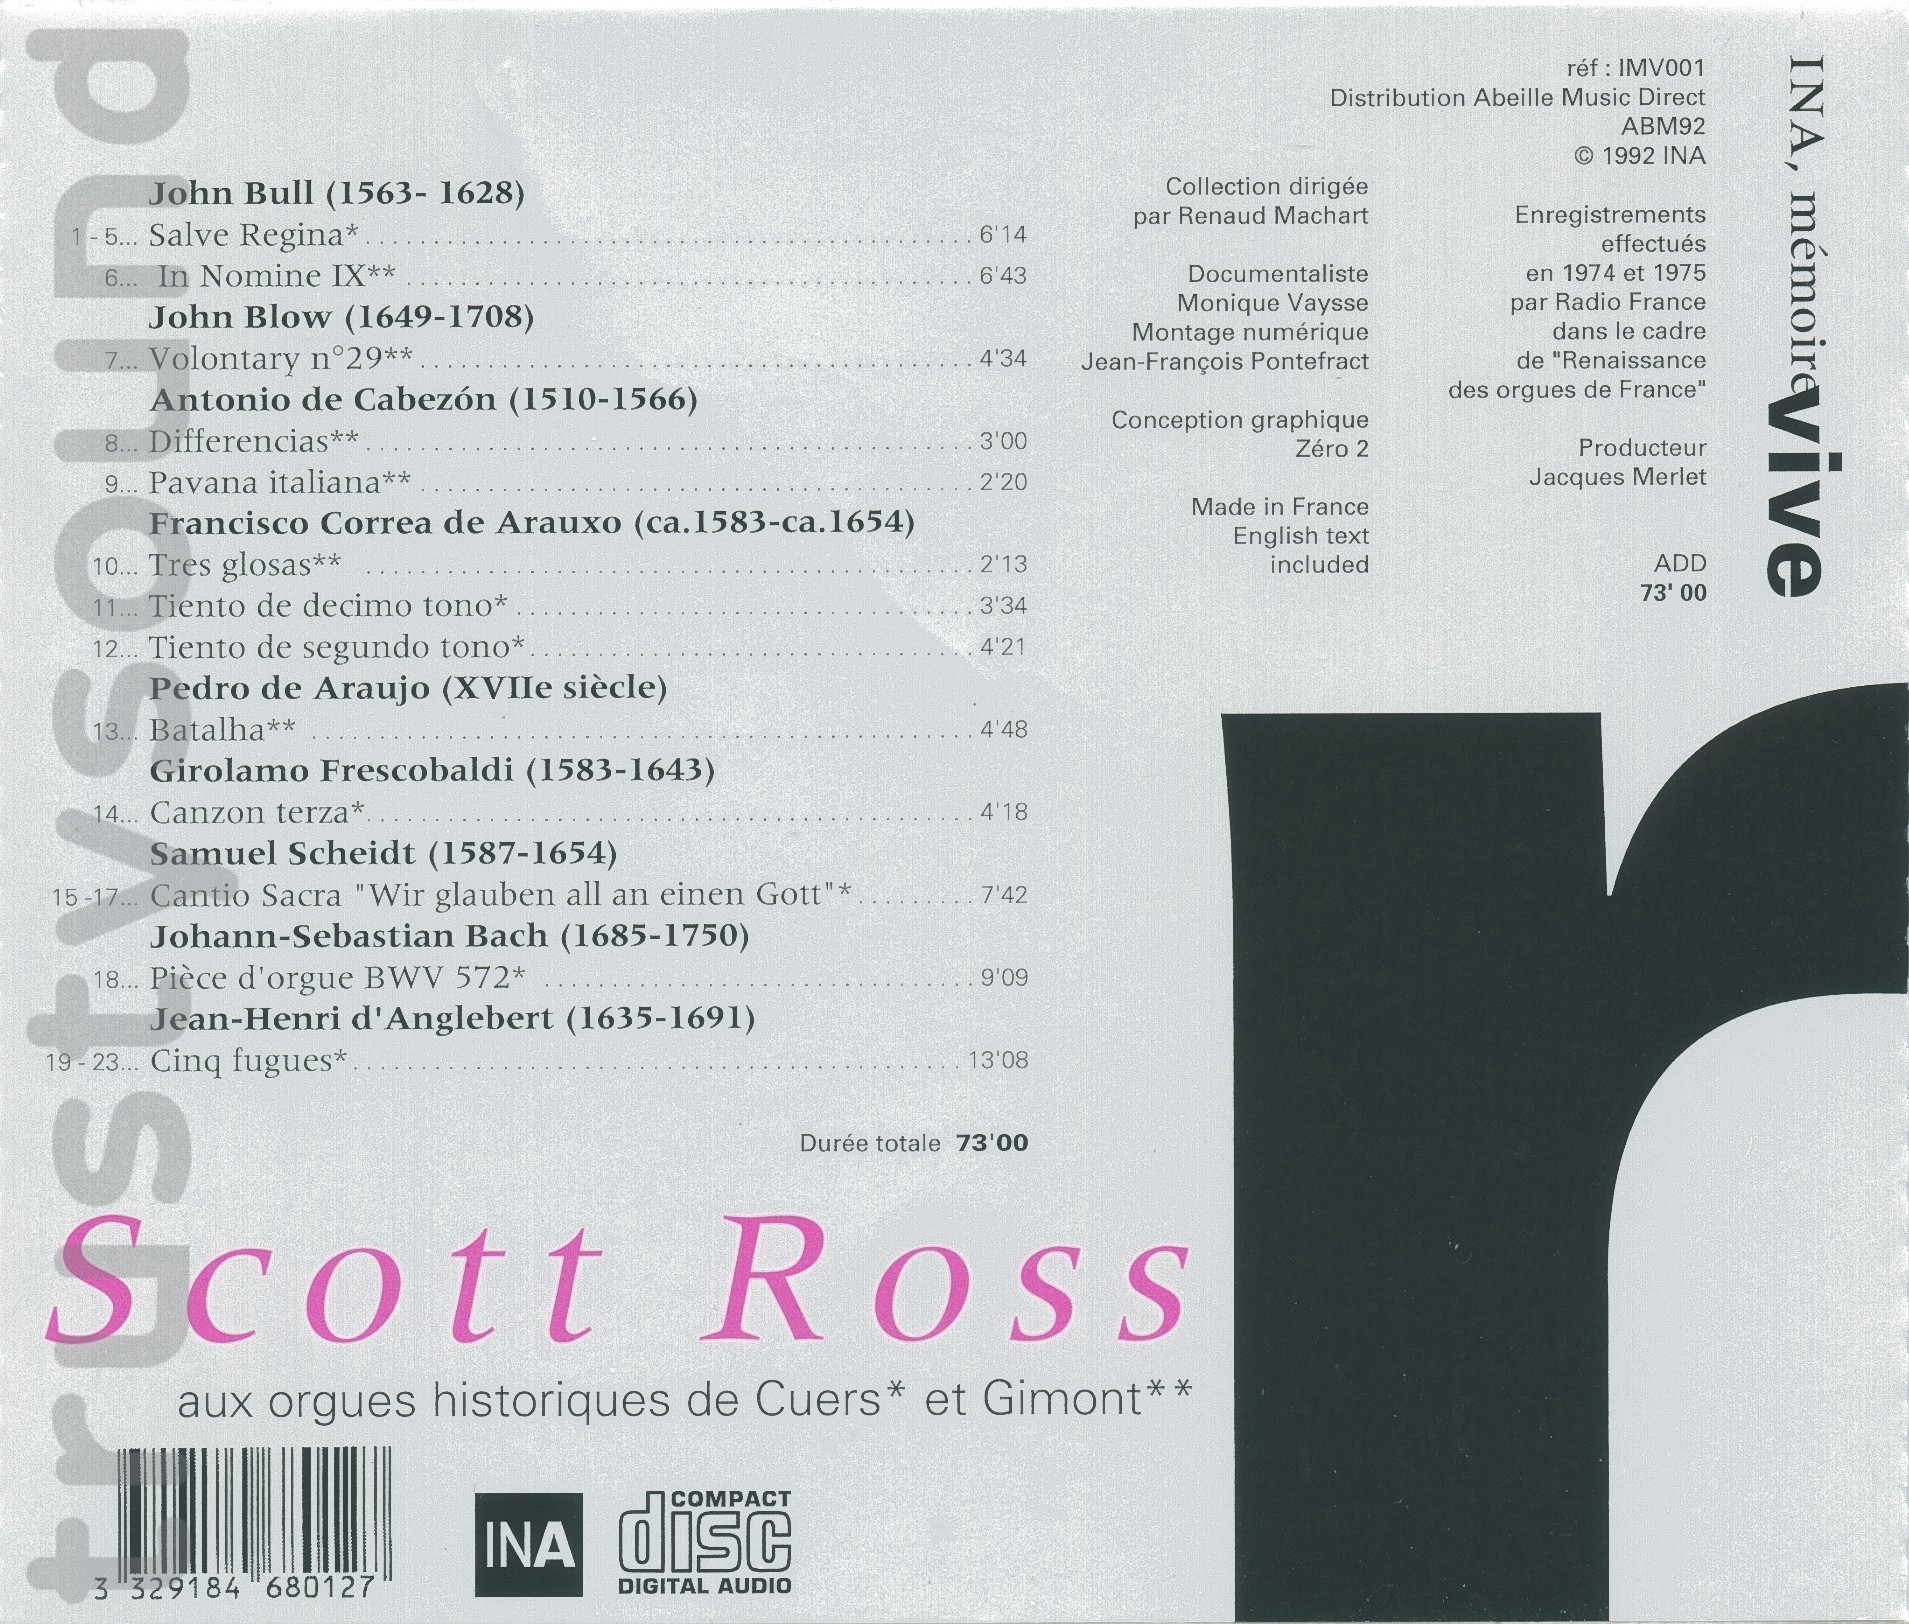 John Bull (1563- 1628)
1 - 5... Salve Regina* 6'14
6... In Nomine IX** 6'43
John Blow (1649-1708)
7... Volontary n°29** 4'34
Antonio de Cabezón (1510-1566)
8... Differencias** 3'00
9... Pavana italiana** 2'20
Francisco Correa de Arauxo (ca.1583-ca.1654)
10... Tres glosas** 2'13
11... Tiento de decimo tono* 3'34
12... Tiento de segundo tono* 4'21
Pedro de Araujo (XVIIe siècle)
13... Batalha** 4'48
Girolamo Frescobaldi (1583-1643)
14... Canzon terza* 4'18
Samuel Scheidt (1587-1654)
15 -17... Cantio Sacra "Wir glauben all an einen Gott"* 7'42
Johann-Sebastian Bach (1685-1750)
18... Pièce d'orgue BWV 572* 9'09
Jean-Henri d'Anglebert (1635-1691)
19 - 23... Cinq fugues* 13'08
Durée totale 73'00
Collection dirigée
par Renaud Machart
Documentaliste
Monique Vaysse
Montage numérique
Jean-François Pontefract
Conception graphique
Zéro 2
Made in France
English text
included
réf : IMV001
Distribution Abeille Music Direct
ABM92
© 1992 INA
Enregistrements
effectués
en 1974 et 1975
par Radio France
dans le cadre
de "Renaissance
des orgues de France"
Producteur
Jacques Merlet
ADD
73' 00
INA, mémoire vive
r
Scott Ross
aux orgues historiques de Cuers* et Gimont**
3 329184 680127
INA
COMPACT
disc
DIGITAL AUDIO
trustvsound